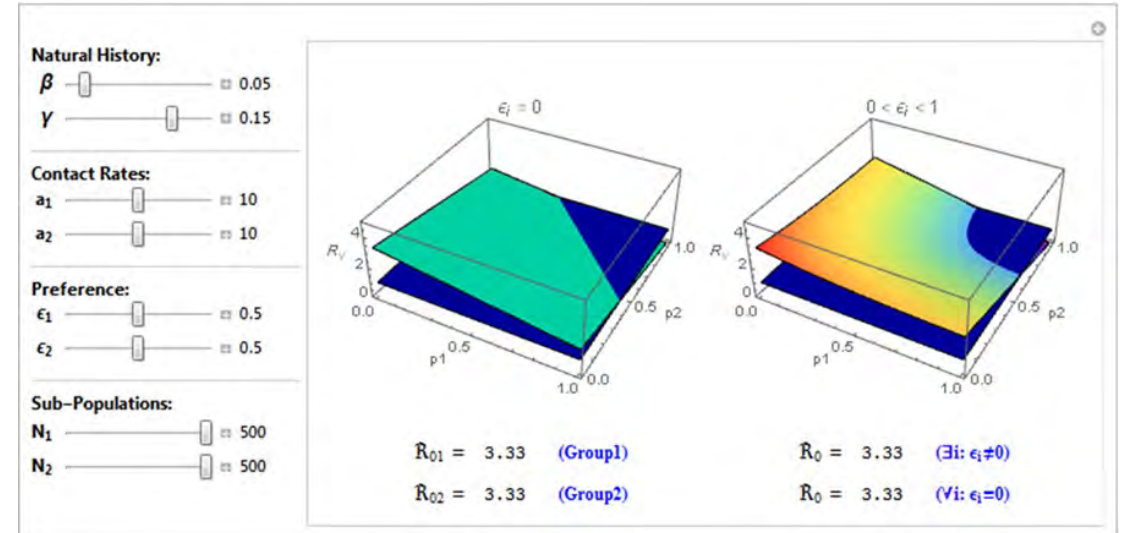 Natural History:
β 0.05
γ 0.15
Contact Rates:
a₁ 10
a₂ 10
Preference:
ϵ₁ 0.5
ϵ₂ 0.5
Sub-Populations:
N₁ 500
N₂ 500
ϵᵢ = 0
4
Rᵥ 2
0
0.0
p1 0.5
1.0
0.0
0.5 p2
1.0
0 < ϵᵢ < 1
4
Rᵥ 2
0
0.0
p1 0.5
1.0
0.0
0.5 p2
1.0
R̂₀₁ = 3.33 (Group1)
R̂₀₂ = 3.33 (Group2)
R̂₀ = 3.33 (∃i: ϵᵢ≠0)
R̂₀ = 3.33 (∀i: ϵᵢ=0)